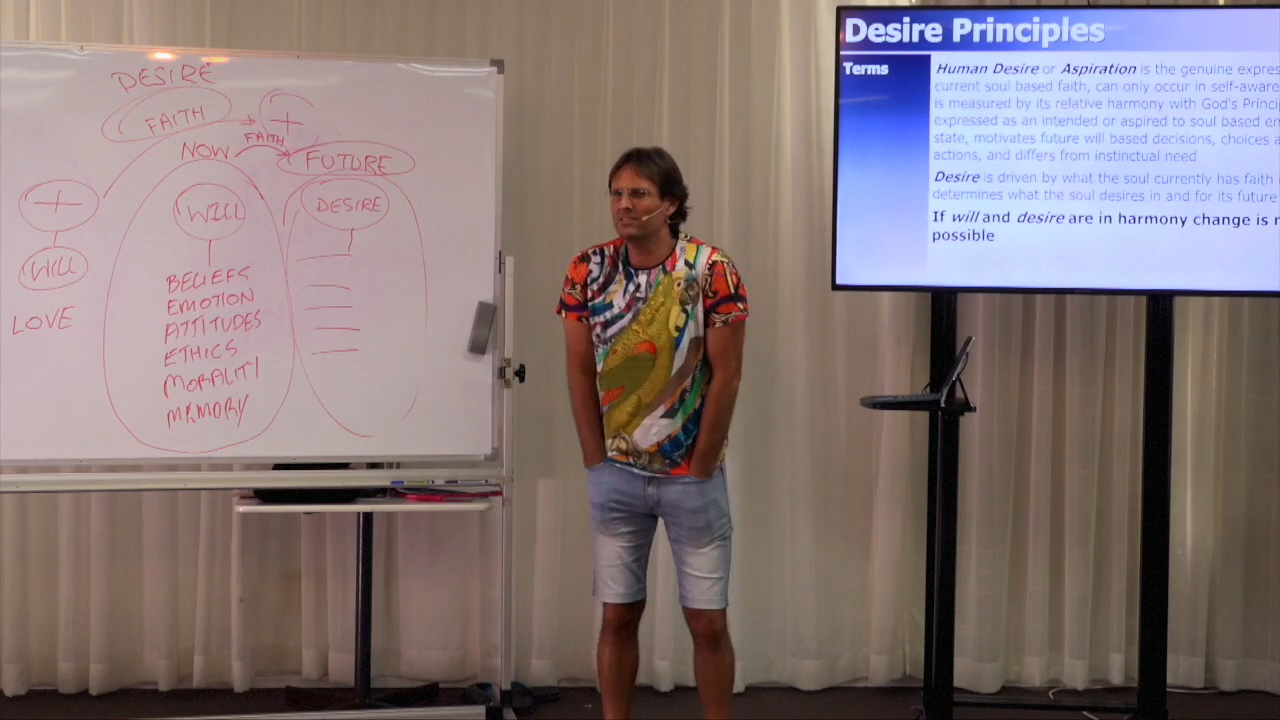 DESIRE
FAITH
+
FAITH
NOW
FUTURE
+
WILL
DESIRE
WILL
BELIEFS
EMOTION
LOVE
ATTITUDES
ETHICS
MORALITY
MEMORY
Desire Principles
Terms
Human Desire or Aspiration is the genuine expres
current soul based faith, can only occur in self-aware
is measured by its relative harmony with God's Princi
expressed as an intended or aspired to soul based en
state, motivates future will based decisions, choices a
actions, and differs from instinctual need
Desire is driven by what the soul currently has faith
determines what the soul desires in and for its future
If will and desire are in harmony change is n
possible